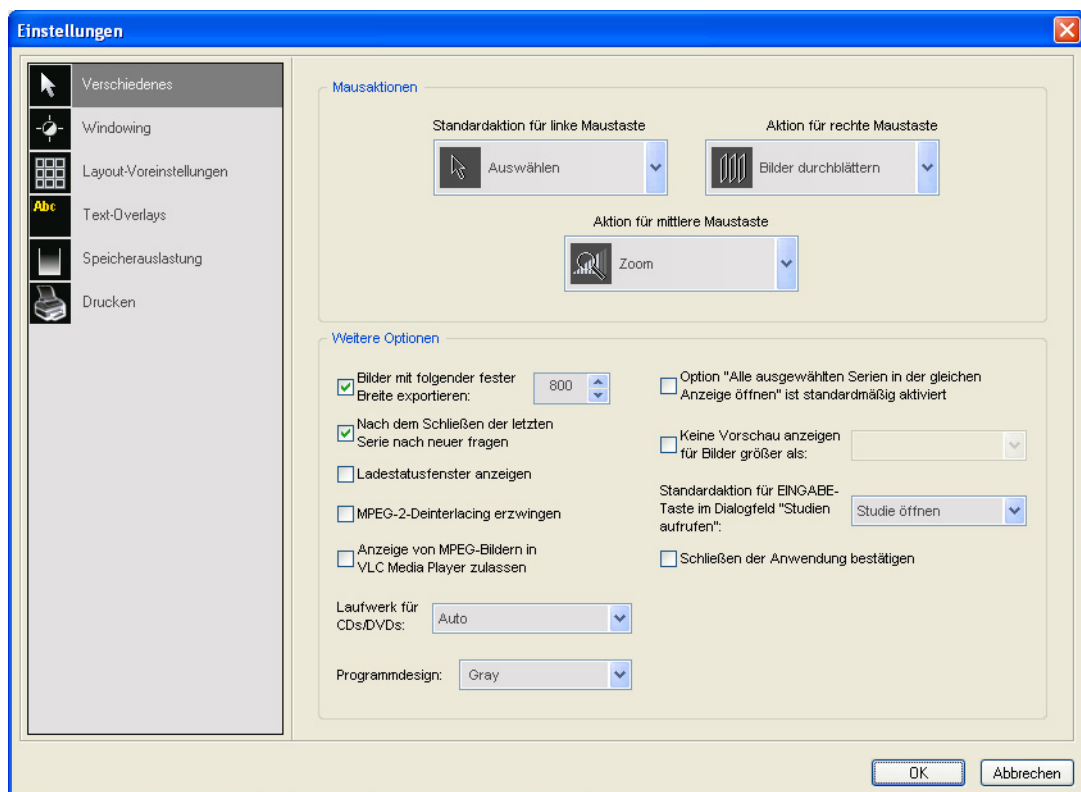 Einstellungen
Verschiedenes
Windowing
Layout-Voreinstellungen
Abc
Text-Overlays
Speicherauslastung
Drucken
Mausaktionen
Standardaktion für linke Maustaste
Auswählen
Aktion für rechte Maustaste
Bilder durchblättern
Aktion für mittlere Maustaste
Zoom
Weitere Optionen
Bilder mit folgender fester
Breite exportieren:
800
Nach dem Schließen der letzten
Serie nach neuer fragen
Ladestatusfenster anzeigen
MPEG-2-Deinterlacing erzwingen
Anzeige von MPEG-Bildern in
VLC Media Player zulassen
Laufwerk für
CDs/DVDs:
Auto
Programmdesign:
Gray
Option "Alle ausgewählten Serien in der gleichen
Anzeige öffnen" ist standardmäßig aktiviert
Keine Vorschau anzeigen
für Bilder größer als:
Standardaktion für EINGABE-
Taste im Dialogfeld "Studien
aufrufen":
Studie öffnen
Schließen der Anwendung bestätigen
OK
Abbrechen